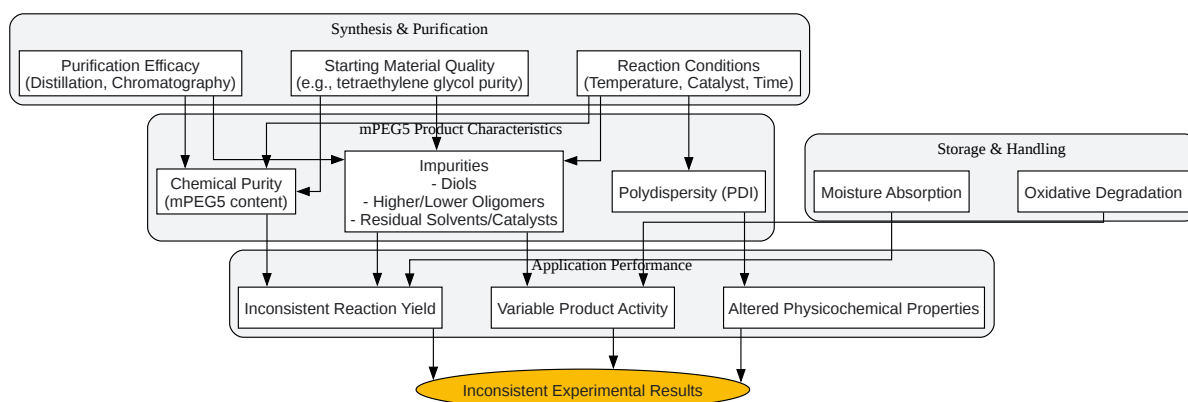 Synthesis & Purification
Purification Efficacy
(Distillation, Chromatography)
Starting Material Quality
(e.g., tetraethylene glycol purity)
Reaction Conditions
(Temperature, Catalyst, Time)
mPEG5 Product Characteristics
Chemical Purity
(mPEG5 content)
Impurities
- Diols
- Higher/Lower Oligomers
- Residual Solvents/Catalysts
Polydispersity (PDI)
Storage & Handling
Moisture Absorption
Oxidative Degradation
Application Performance
Inconsistent Reaction Yield
Variable Product Activity
Altered Physicochemical Properties
Inconsistent Experimental Results